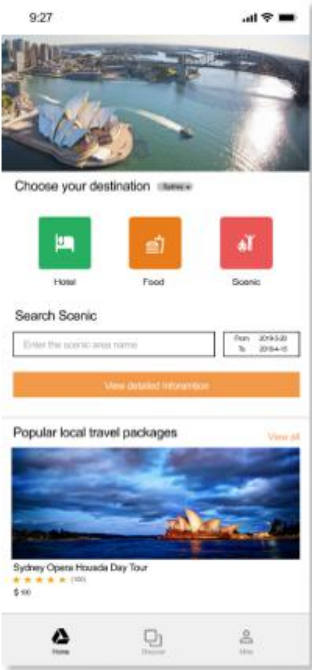 9:27
Choose your destination Sydney
Hotel Food Scenic
Search Scenic
Enter the scenic area name
From 2019-3-20
To 2019-4-15
View detailed Inforamtion
Popular local travel packages View all
Sydney Opera Housda Day Tour
(100)
$ 100
Home Discover Mine